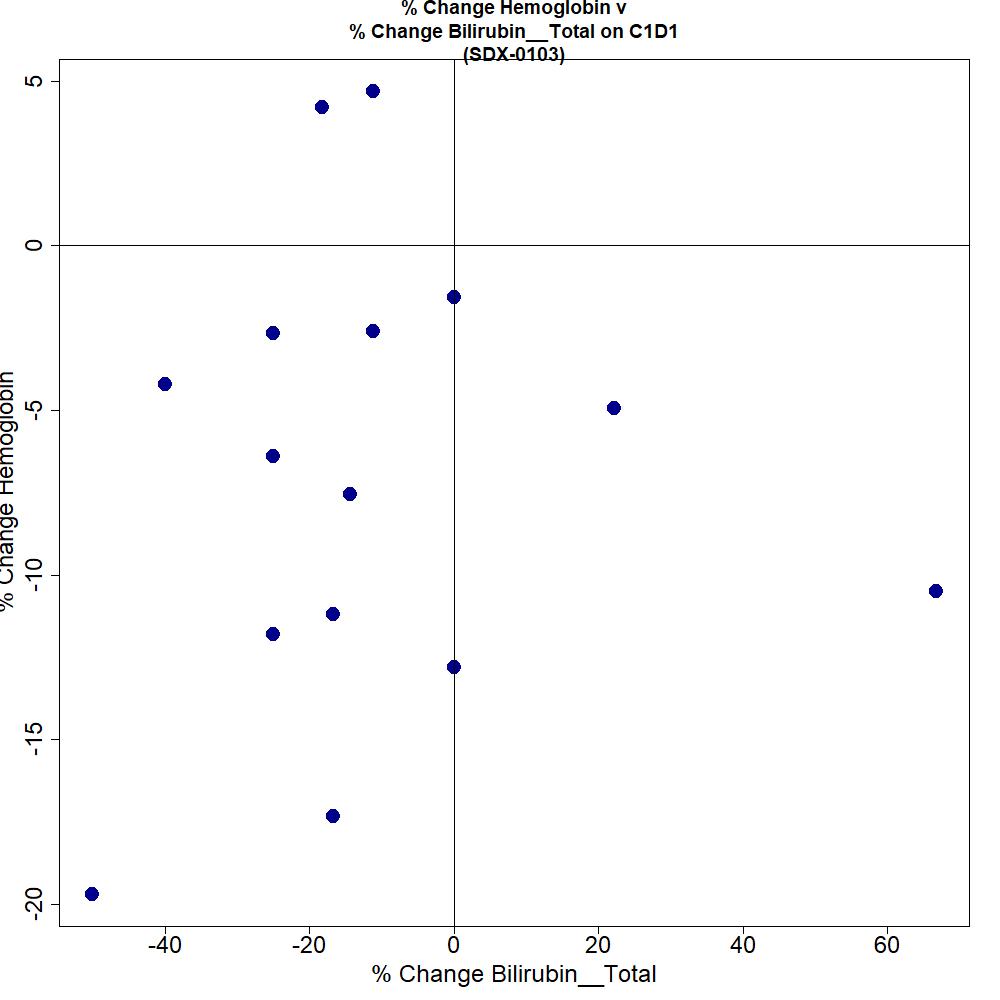 % Change Hemoglobin v
% Change Bilirubin__Total on C1D1
(SDX-0103)
5
0
-5
-10
-15
-20
% Change Hemoglobin
-40 -20 0 20 40 60
% Change Bilirubin__Total